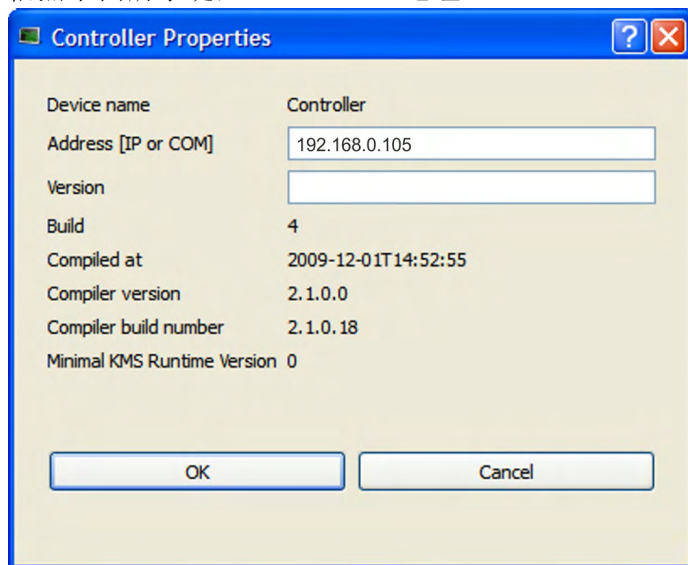 Controller Properties
Device name Controller
Address [IP or COM] 192.168.0.105
Version
Build 4
Compiled at 2009-12-01T14:52:55
Compiler version 2.1.0.0
Compiler build number 2.1.0.18
Minimal KMS Runtime Version 0
OK Cancel